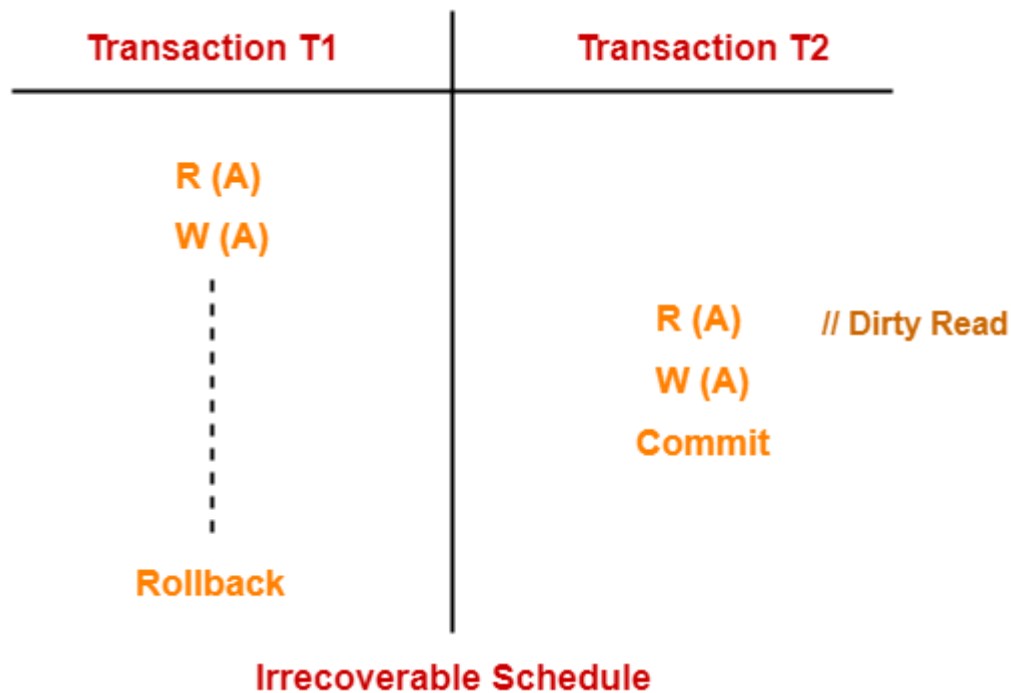 Transaction T1 Transaction T2
R (A)
W (A)
R (A) // Dirty Read
W (A)
Commit
Rollback
Irrecoverable Schedule